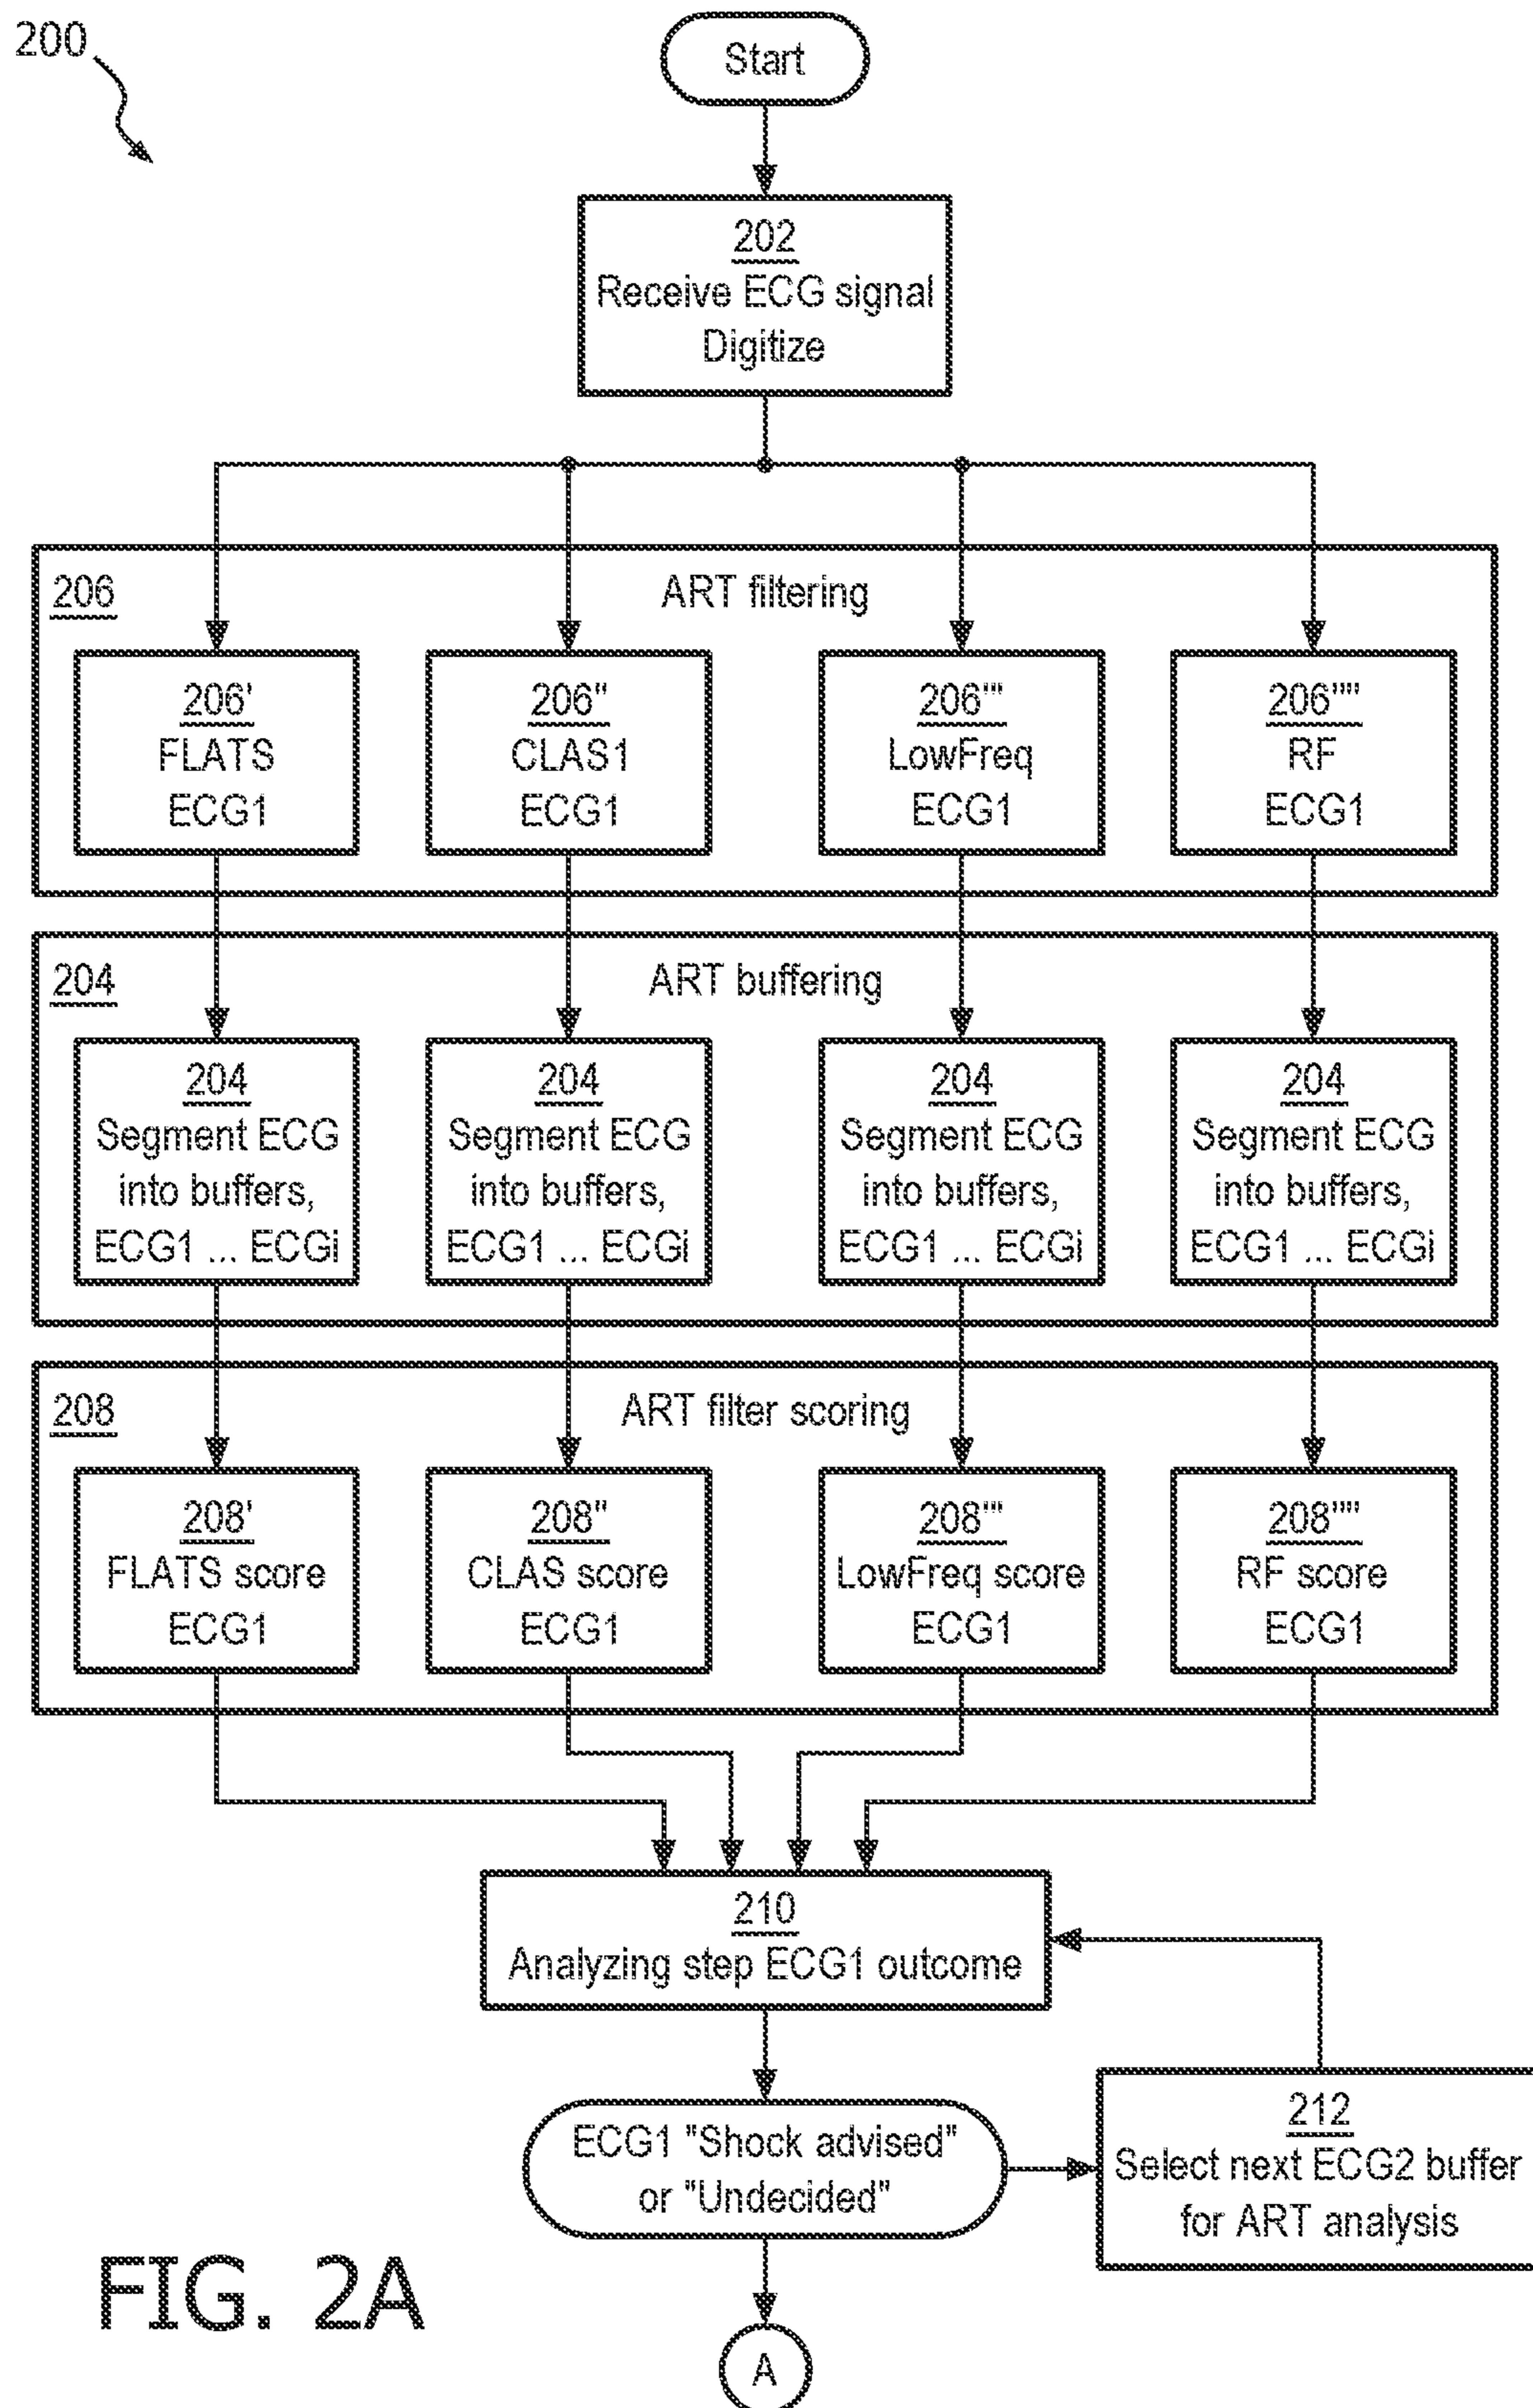 200
Start
202
Receive ECG signal
Digitize
206
ART filtering
206'
FLATS
ECG1
206"
CLAS1
ECG1
206"'
LowFreq
ECG1
206""
RF
ECG1
204
ART buffering
204
Segment ECG
into buffers,
ECG1 ... ECGi
204
Segment ECG
into buffers,
ECG1 ... ECGi
204
Segment ECG
into buffers,
ECG1 ... ECGi
204
Segment ECG
into buffers,
ECG1 ... ECGi
208
ART filter scoring
208'
FLATS score
ECG1
208"
CLAS score
ECG1
208"'
LowFreq score
ECG1
208""
RF score
ECG1
210
Analyzing step ECG1 outcome
ECG1 "Shock advised"
or "Undecided"
212
Select next ECG2 buffer
for ART analysis
FIG. 2A
A